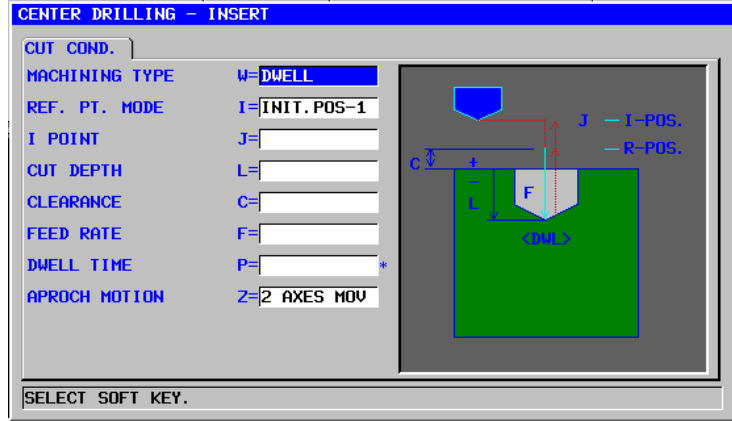 CENTER DRILLING - INSERT
CUT COND.
MACHINING TYPE W=DWELL
REF. PT. MODE I=INIT.POS-1
I POINT J=
CUT DEPTH L=
CLEARANCE C=
FEED RATE F=
DWELL TIME P= *
APROCH MOTION Z=2 AXES MOV
J I-POS.
R-POS.
C + - L F
<DWL>
SELECT SOFT KEY.